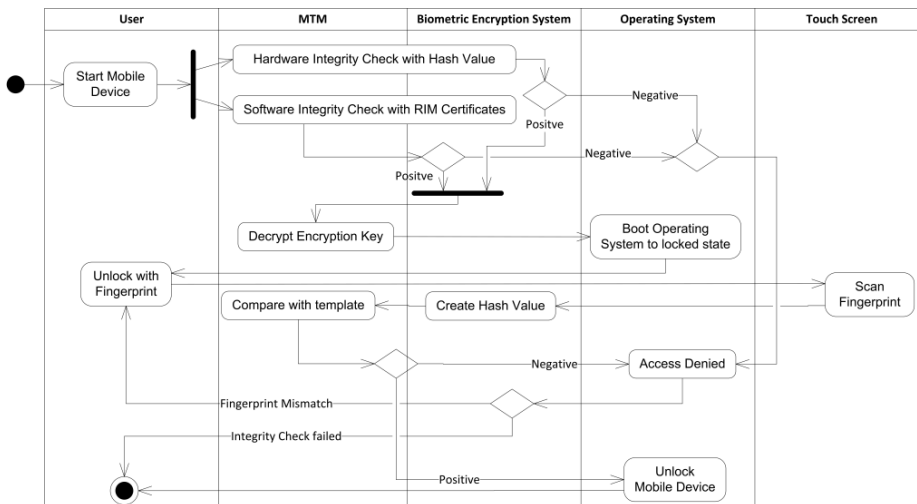 User
MTM
Biometric Encryption System
Operating System
Touch Screen
Hardware Integrity Check with Hash Value
Start Mobile
Device
Negative
Software Integrity Check with RIM Certificates
Positve
Negative
Positve
Decrypt Encryption Key
Boot Operating
System to locked state
Unlock with
Fingerprint
Scan
Fingerprint
Compare with template
Create Hash Value
Negative
Access Denied
Fingerprint Mismatch
Integrity Check failed
Positive
Unlock
Mobile Device